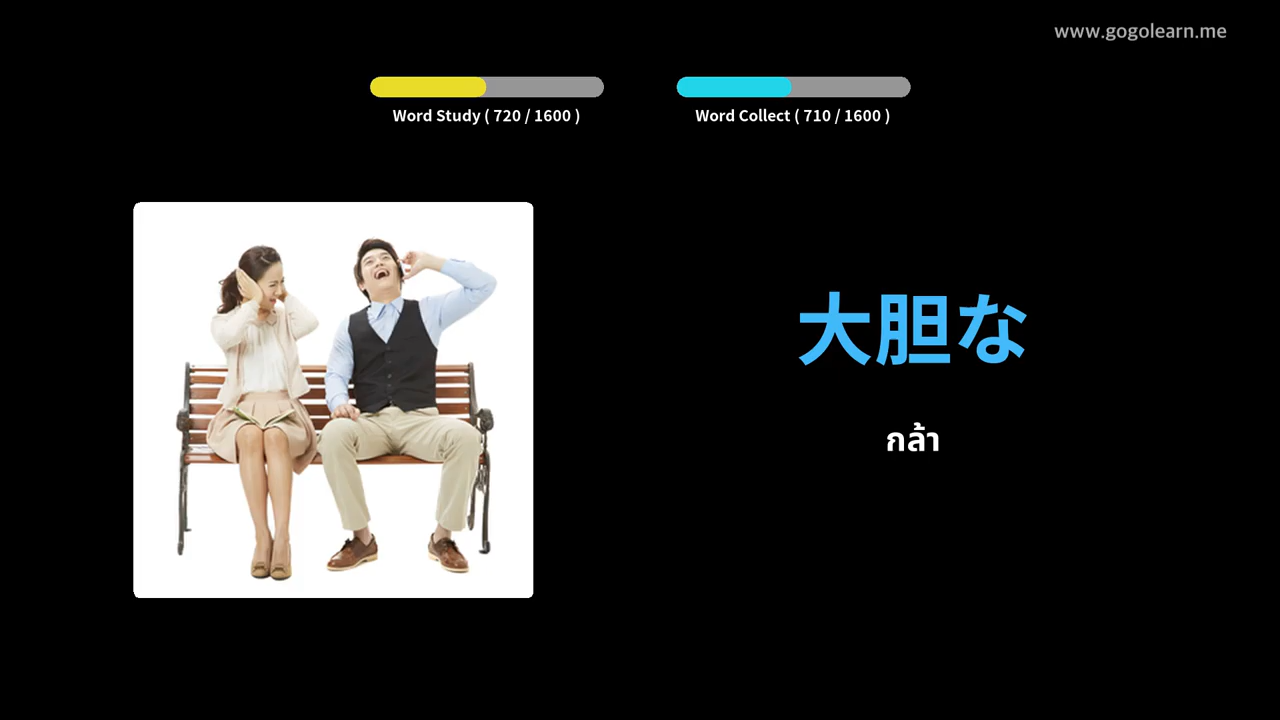 www.gogolearn.me
Word Study ( 720 / 1600 )
Word Collect ( 710 / 1600 )
大胆な
กล้า